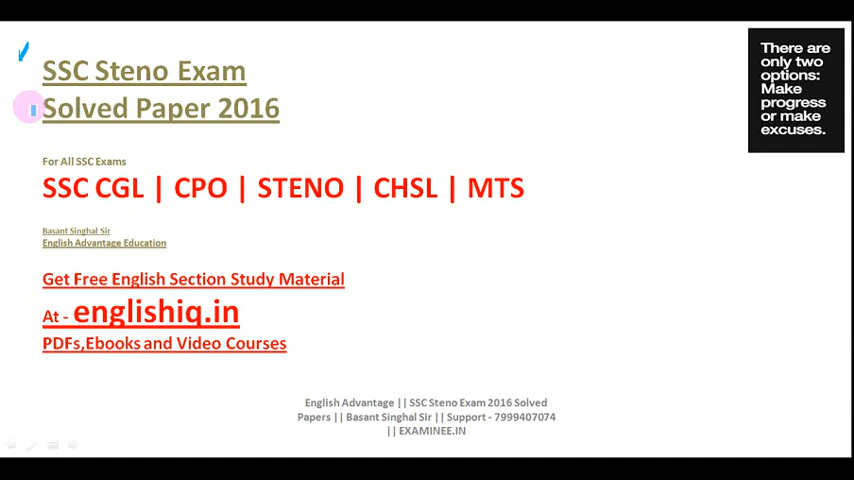 SSC Steno Exam
Solved Paper 2016
There are
only two
options:
Make
progress
or make
excuses.
For All SSC Exams
SSC CGL | CPO | STENO | CHSL | MTS
Basant Singhal Sir
English Advantage Education
Get Free English Section Study Material
At - englishiq.in
PDFs,Ebooks and Video Courses
English Advantage || SSC Steno Exam 2016 Solved
Papers || Basant Singhal Sir || Support - 7999407074
|| EXAMINEE.IN